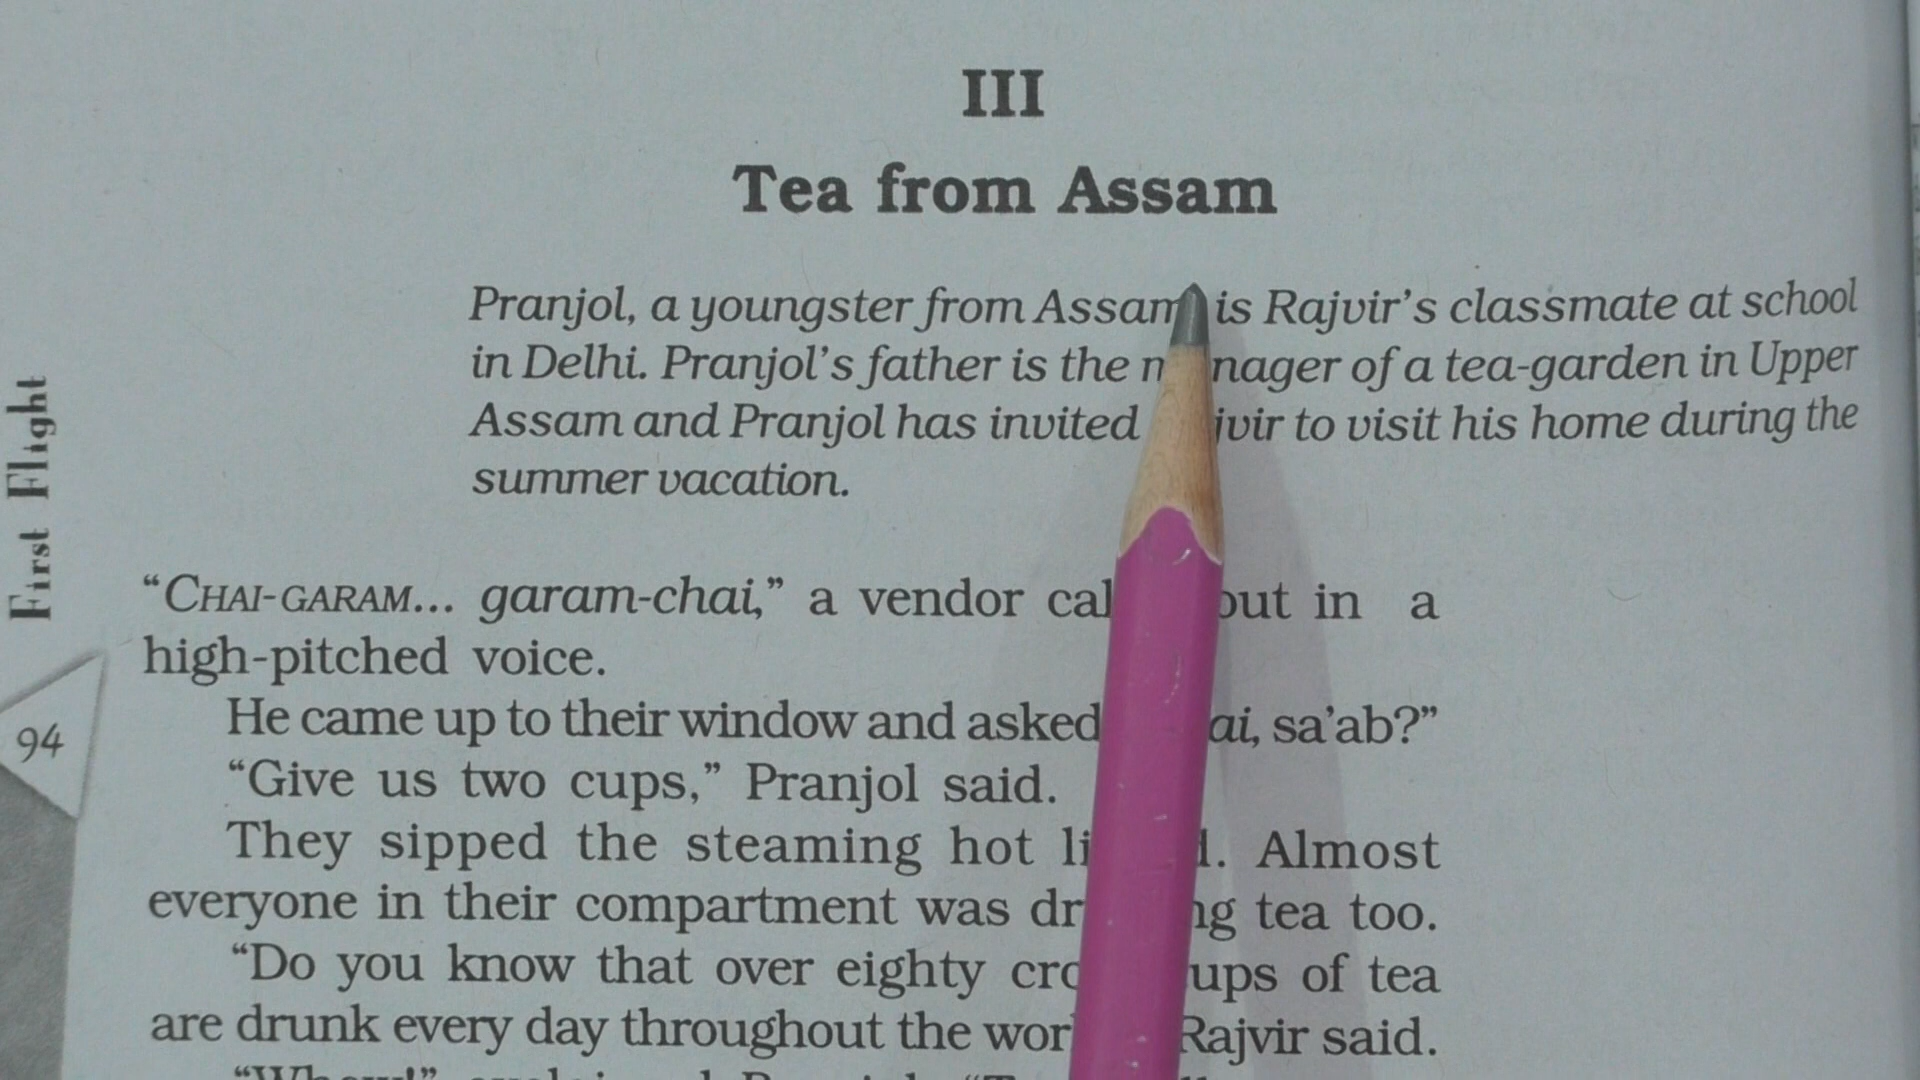 III
Tea from Assam
Pranjol, a youngster from Assam is Rajvir's classmate at school
in Delhi. Pranjol's father is the nager of a tea-garden in Upper
Assam and Pranjol has invited jvir to visit his home during the
summer vacation.
“CHAI-GARAM... garam-chai,” a vendor cal out in a
high-pitched voice.
He came up to their window and asked ai, sa'ab?”
“Give us two cups,” Pranjol said.
They sipped the steaming hot li . Almost
everyone in their compartment was dr ng tea too.
“Do you know that over eighty cro ups of tea
are drunk every day throughout the wor Rajvir said.
First Flight
94